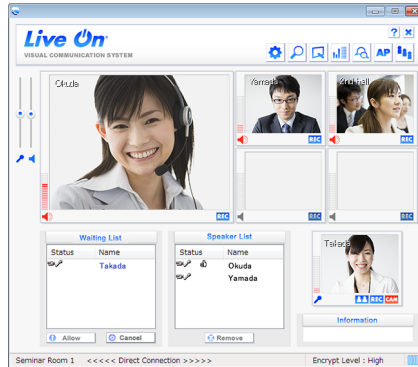 Live On
VISUAL COMMUNICATION SYSTEM
?
AP
Okuda
REC
Yamada
REC
2nd hall
REC
REC
REC
Waiting List
Status Name
Takada
Allow Cancel
Speaker List
Status Name
Okuda
Yamada
Remove
Takada
REC CAM
Information
Seminar Room 1 <<<<< Direct Connection >>>>> Encrypt Level : High